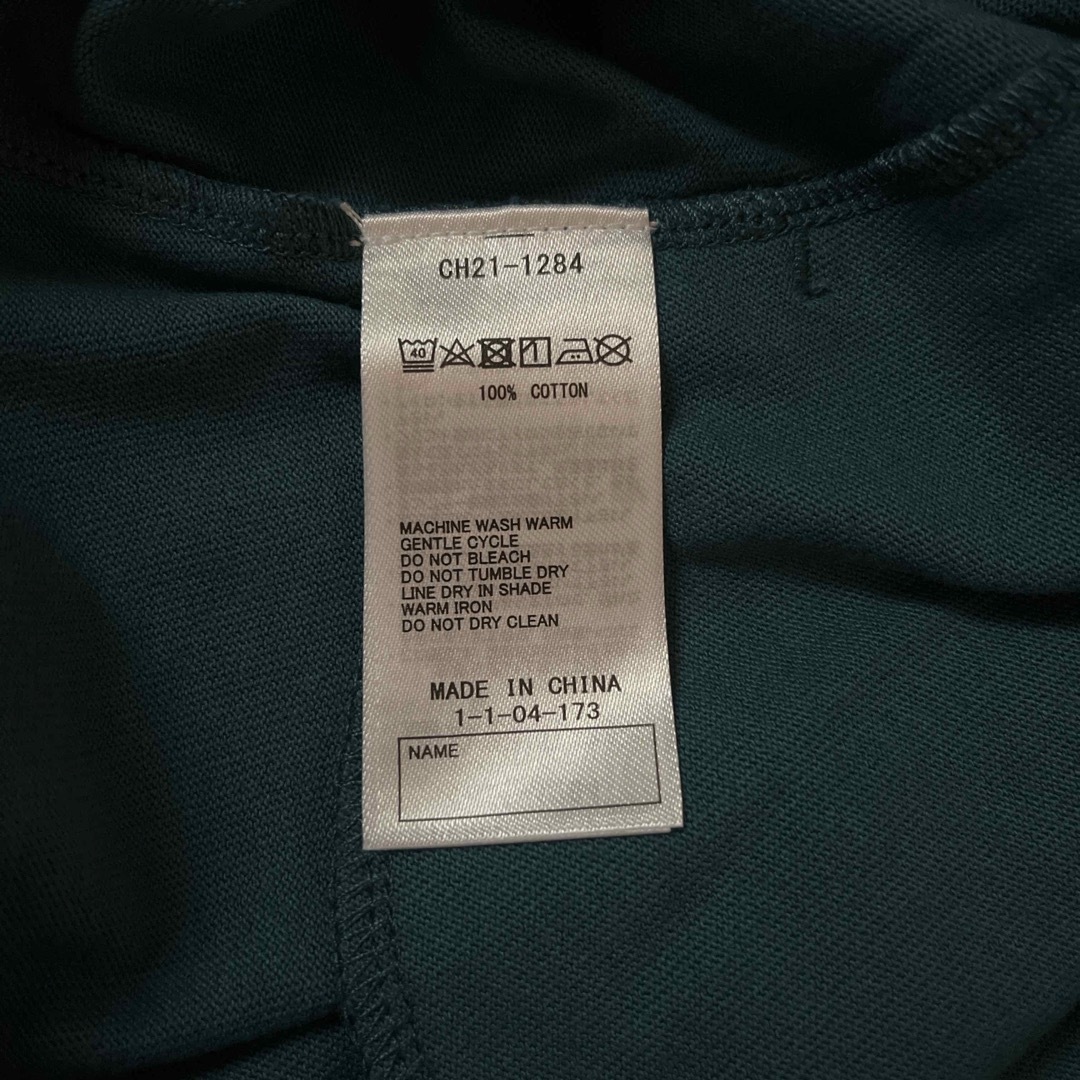 CH21-1284
40
100% COTTON
MACHINE WASH WARM
GENTLE CYCLE
DO NOT BLEACH
DO NOT TUMBLE DRY
LINE DRY IN SHADE
WARM IRON
DO NOT DRY CLEAN
MADE IN CHINA
1-1-04-173
NAME